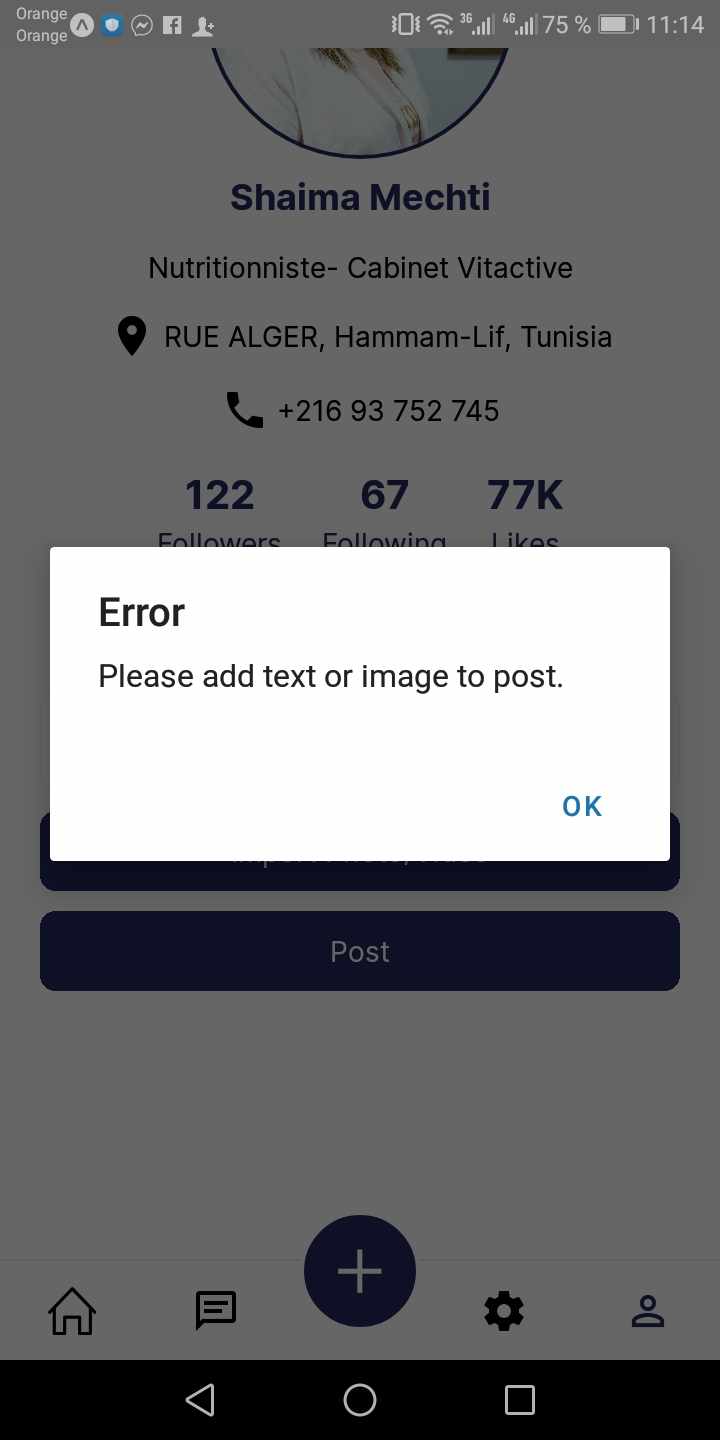 Orange
Orange
3G 4G 75 % 11:14
Shaima Mechti
Nutritionniste- Cabinet Vitactive
RUE ALGER, Hammam-Lif, Tunisia
+216 93 752 745
122 67 77K
Followers Following Likes
Error
Please add text or image to post.
OK
Post